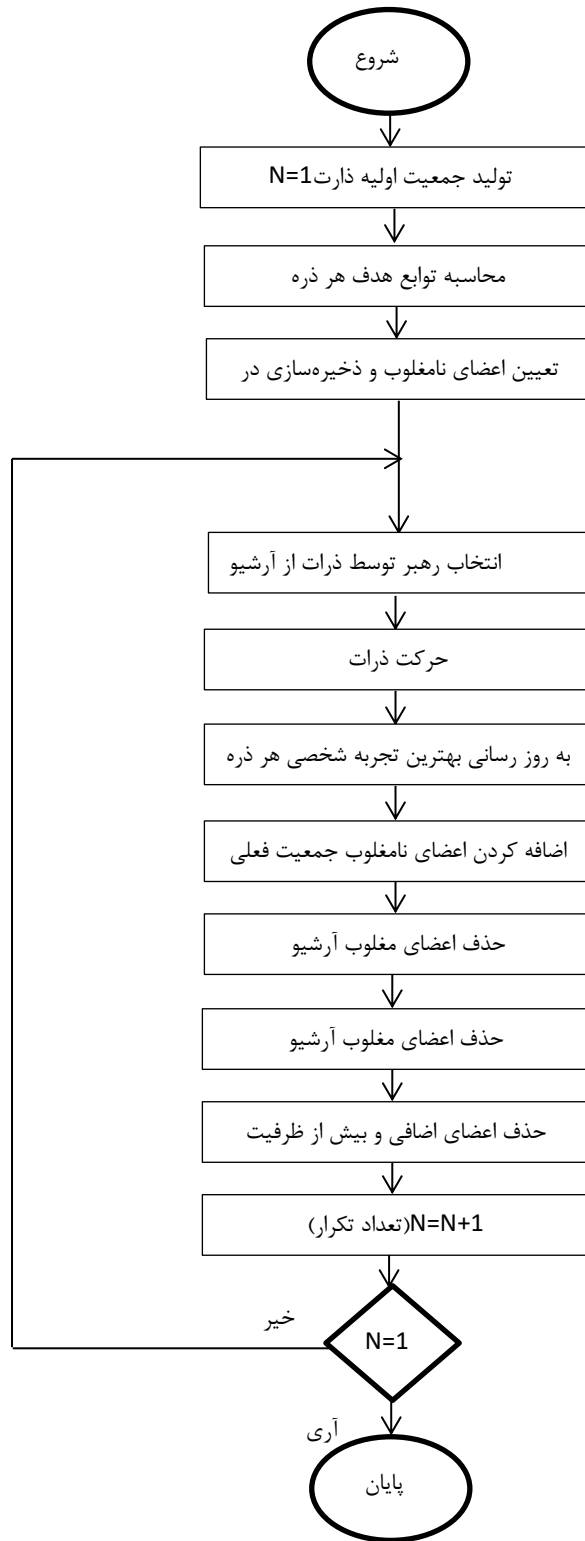 شروع
تولید جمعیت اولیه ذارت N=1
محاسبه توابع هدف هر ذره
تعیین اعضای نامغلوب و ذخیره‌سازی در
انتخاب رهبر توسط ذرات از آرشیو
حرکت ذرات
به روز رسانی بهترین تجربه شخصی هر ذره
اضافه کردن اعضای نامغلوب جمعیت فعلی
حذف اعضای مغلوب آرشیو
حذف اعضای مغلوب آرشیو
حذف اعضای اضافی و بیش از ظرفیت
N=N+1(تعداد تکرار)
خیر
N=1
آری
پایان